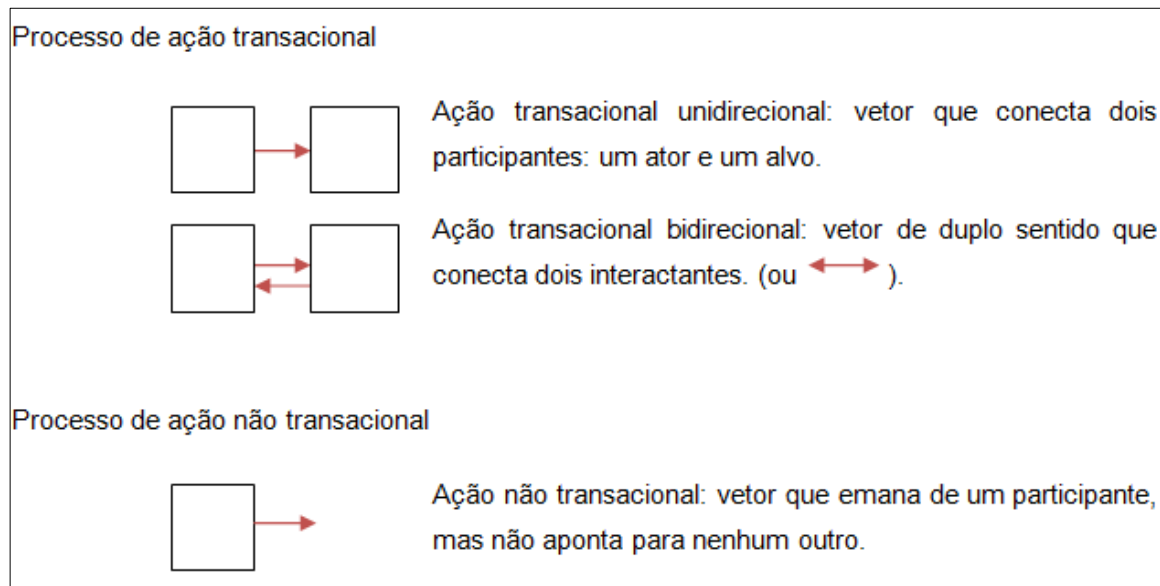 Processo de ação transacional
Ação transacional unidirecional: vetor que conecta dois
participantes: um ator e um alvo.
Ação transacional bidirecional: vetor de duplo sentido que
conecta dois interactantes. (ou ).
Processo de ação não transacional
Ação não transacional: vetor que emana de um participante,
mas não aponta para nenhum outro.